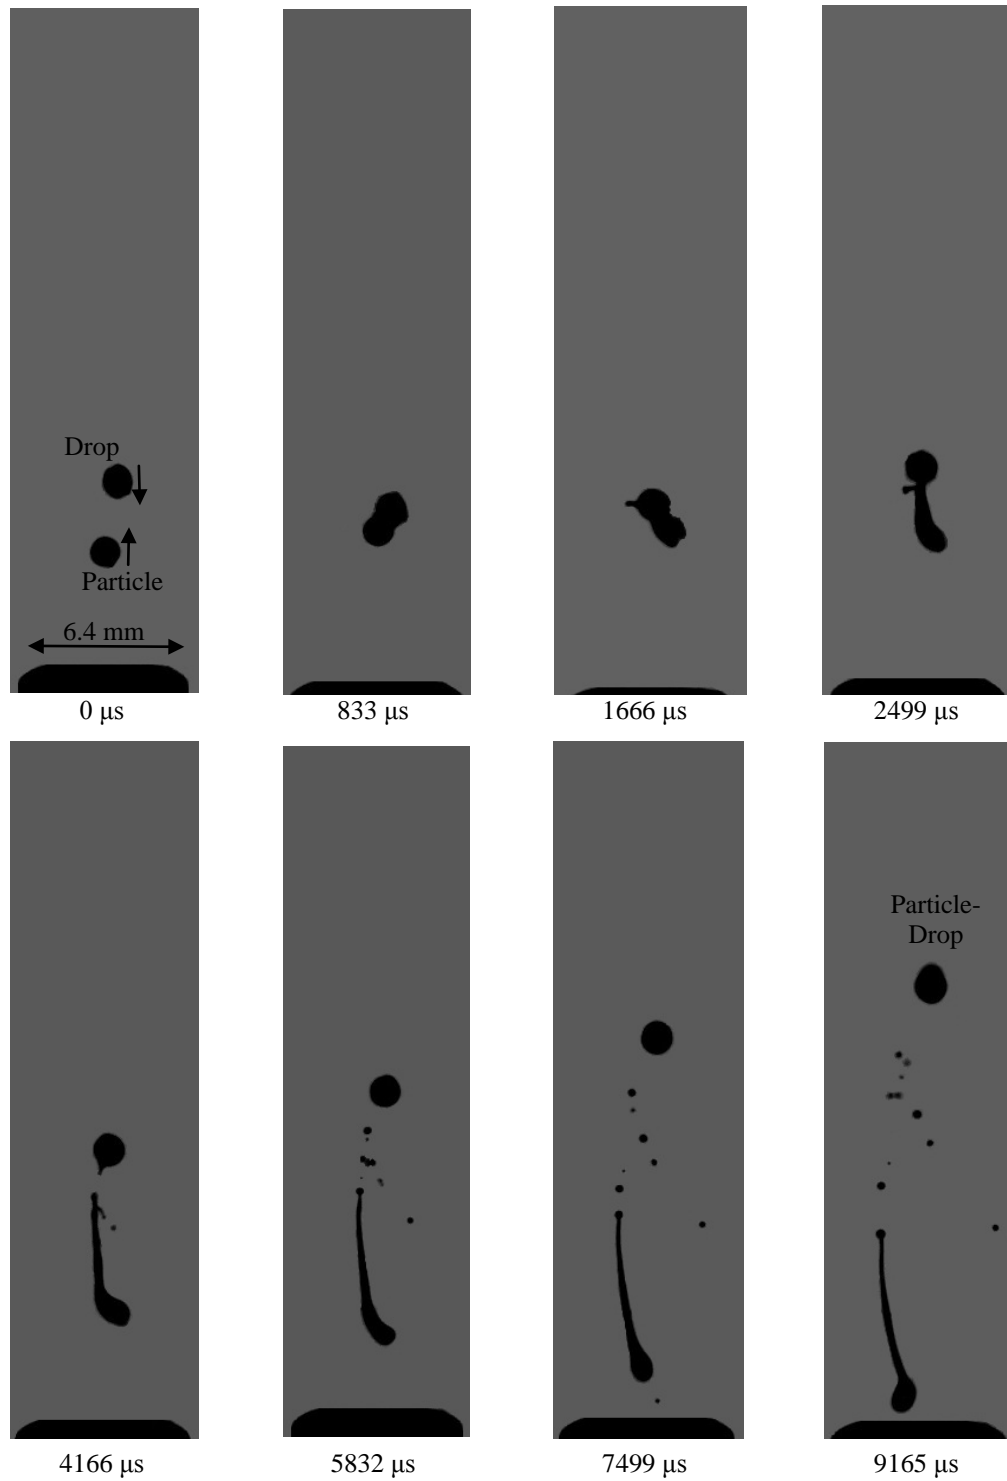 Drop
Particle
6.4 mm
0 μs
833 μs
1666 μs
2499 μs
Particle-
Drop
4166 μs
5832 μs
7499 μs
9165 μs